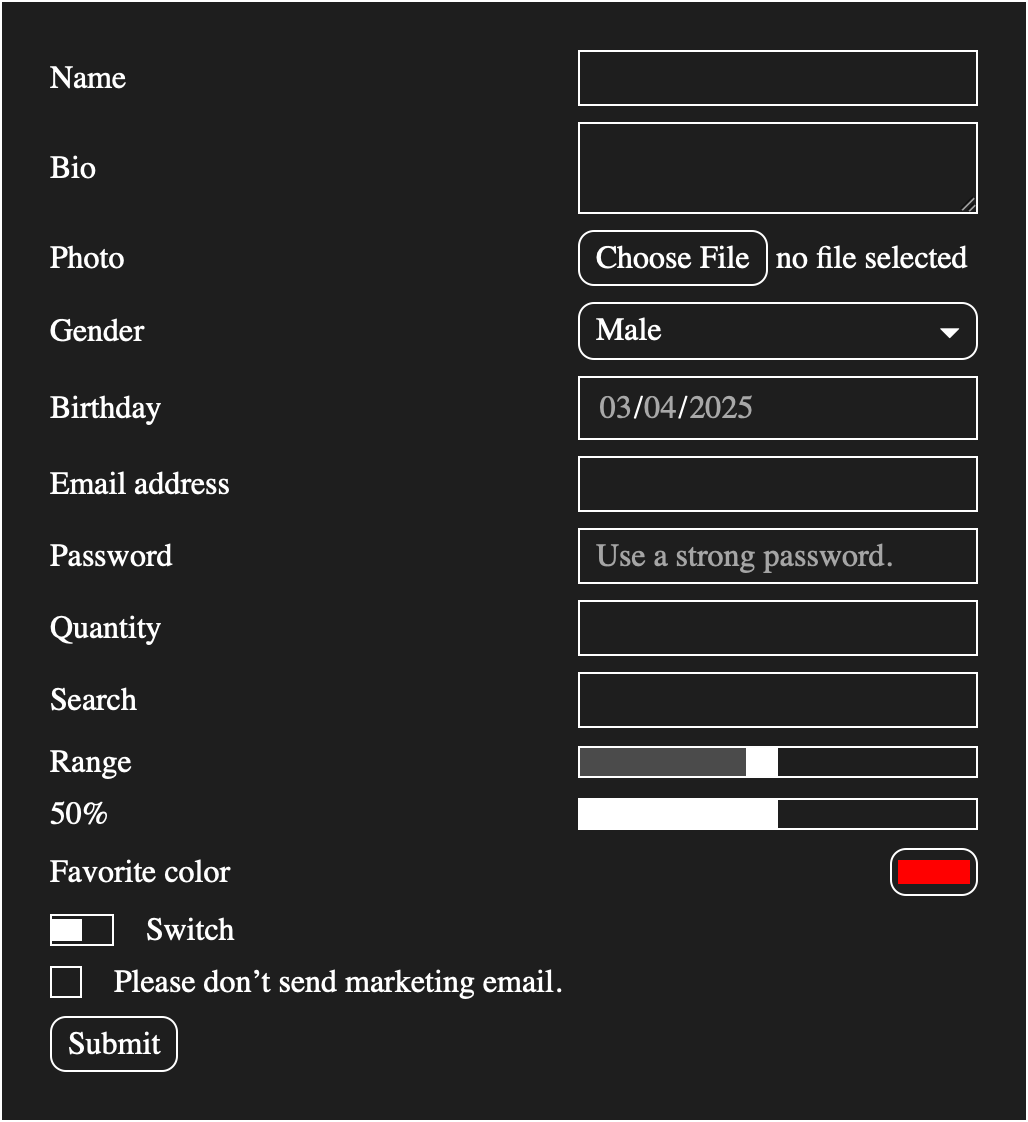 Name
Bio
Photo Choose File no file selected
Gender Male
Birthday 03/04/2025
Email address
Password Use a strong password.
Quantity
Search
Range
50%
Favorite color
Switch
Please don’t send marketing email.
Submit